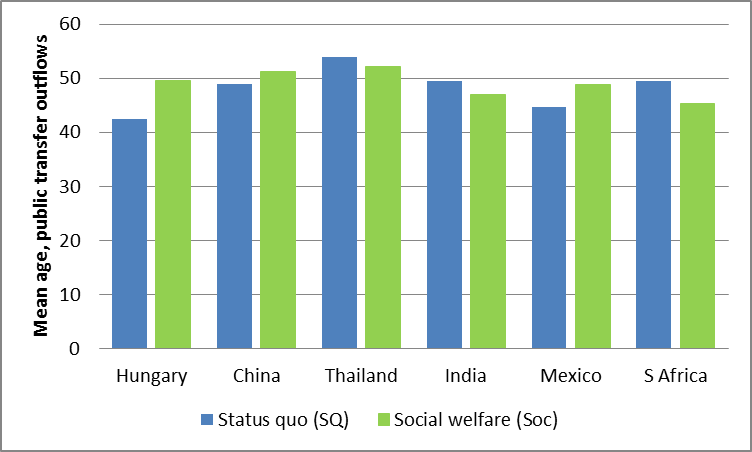 Mean age, public transfer outflows
60
50
40
30
20
10
0
Hungary China Thailand India Mexico S Africa
Status quo (SQ) Social welfare (Soc)